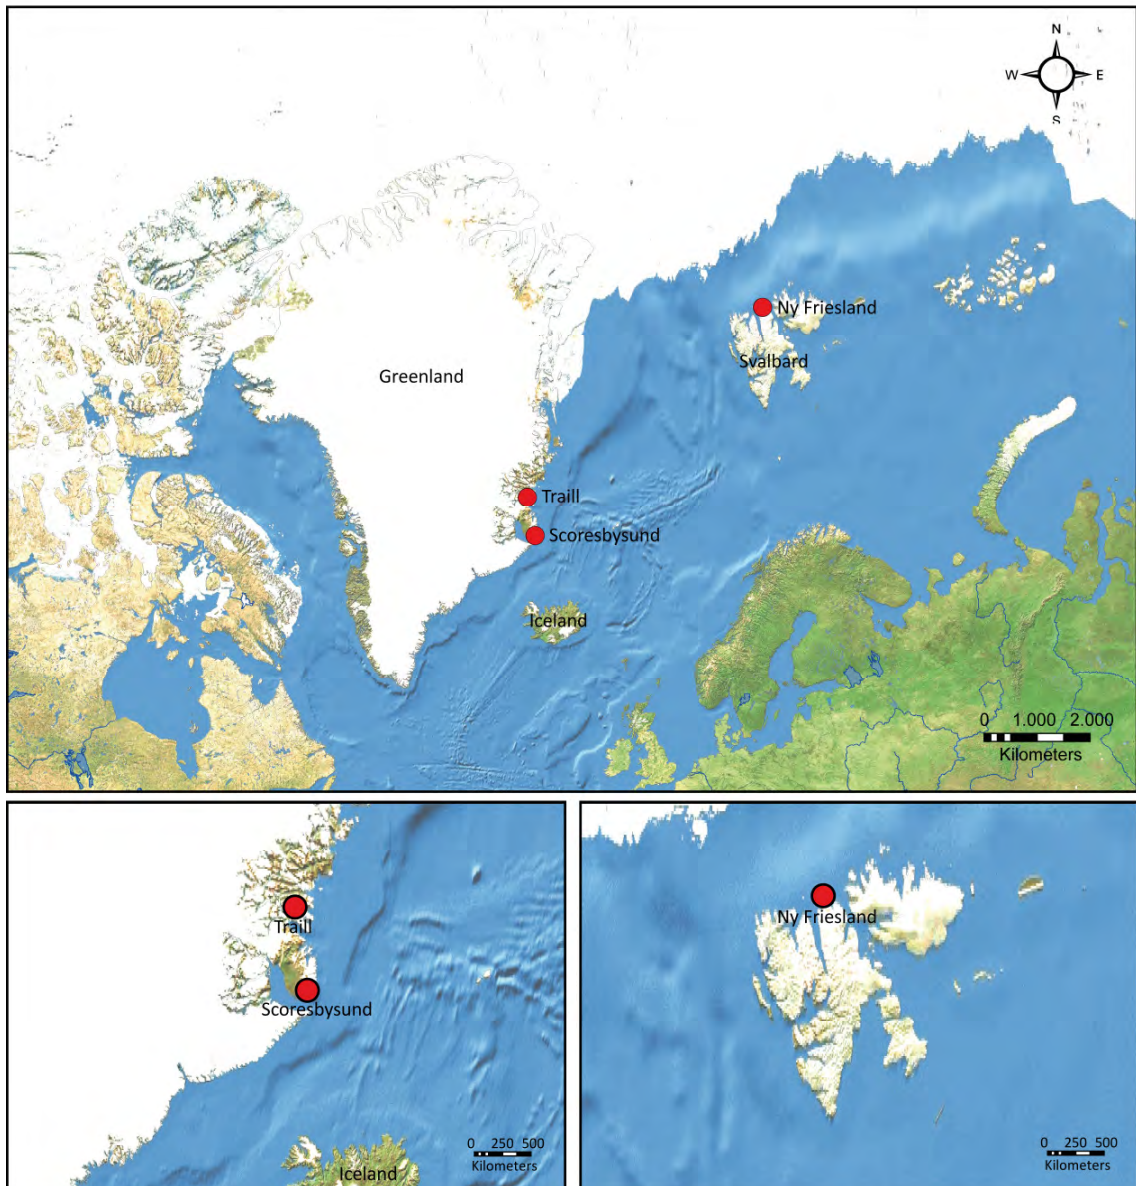 N
W E
S
Ny Friesland
Svalbard
Greenland
Traill
Scoresbysund
Iceland
0 1.000 2.000
Kilometers
Traill
Scoresbysund
Iceland
0 250 500
Kilometers
Ny Friesland
0 250 500
Kilometers